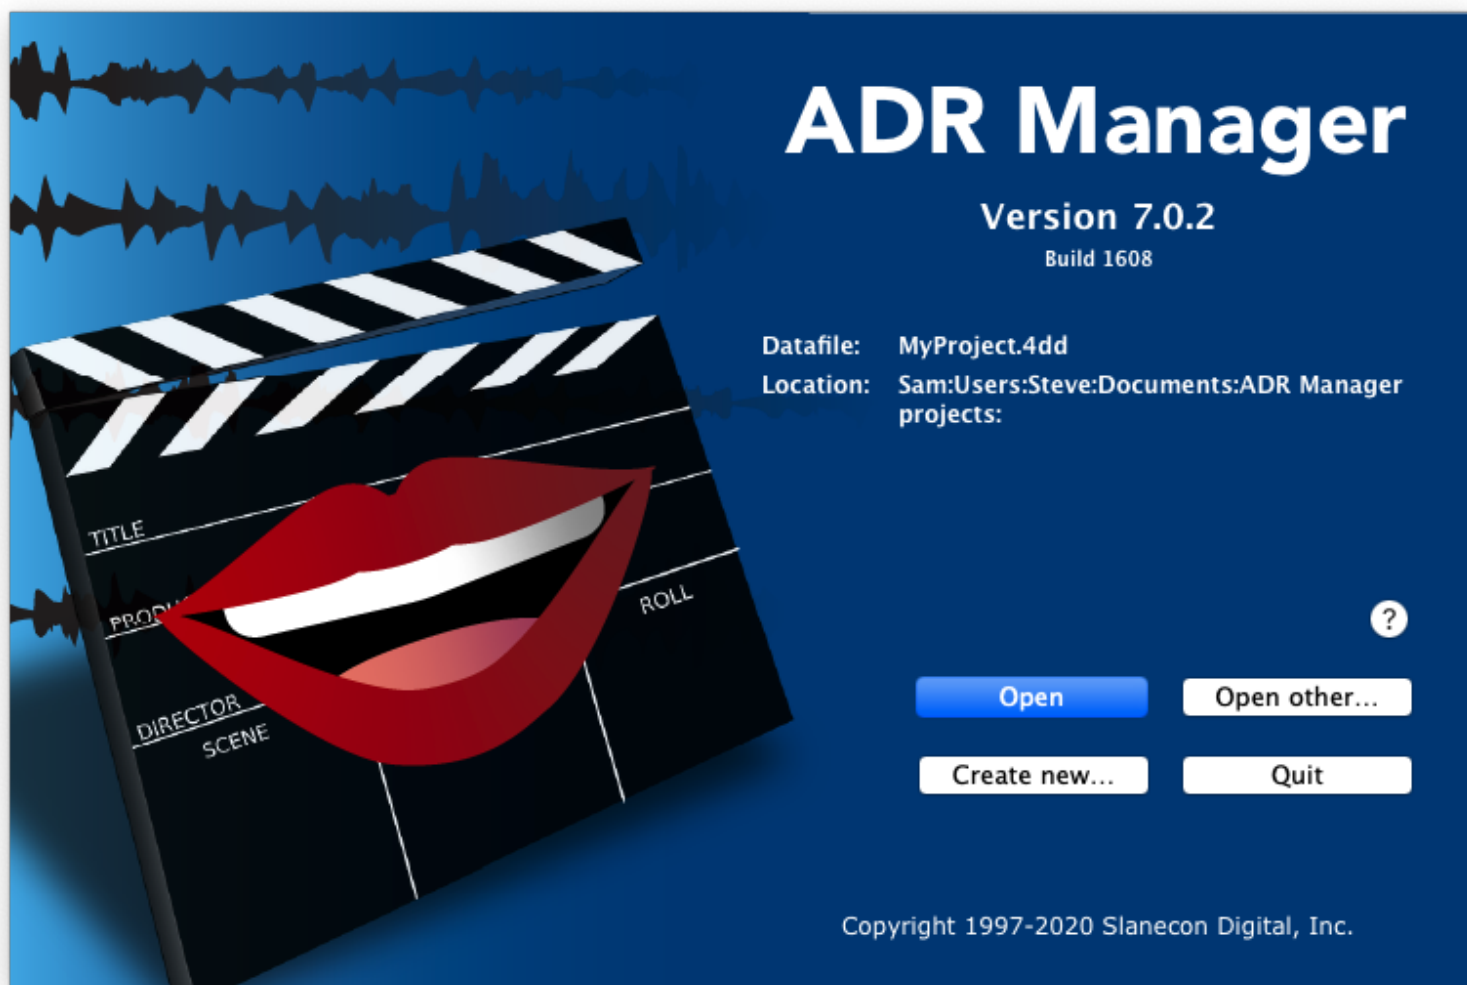 ADR Manager
Version 7.0.2
Build 1608
Datafile: MyProject.4dd
Location: Sam:Users:Steve:Documents:ADR Manager
projects:
TITLE
DIRECTOR
SCENE
ROLL
?
Open
Open other...
Create new...
Quit
Copyright 1997-2020 Slanecon Digital, Inc.